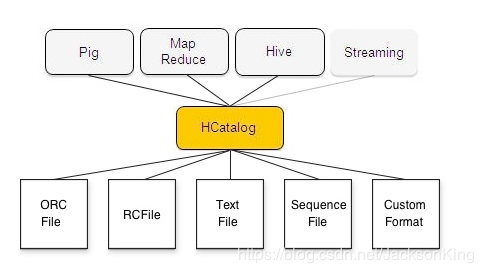 Pig
Map
Reduce
Hive
Streaming
HCatalog
ORC
File
RCFile
Text
File
Sequence
File
Custom
Format
https://blog.csdn.net/JacksonKing